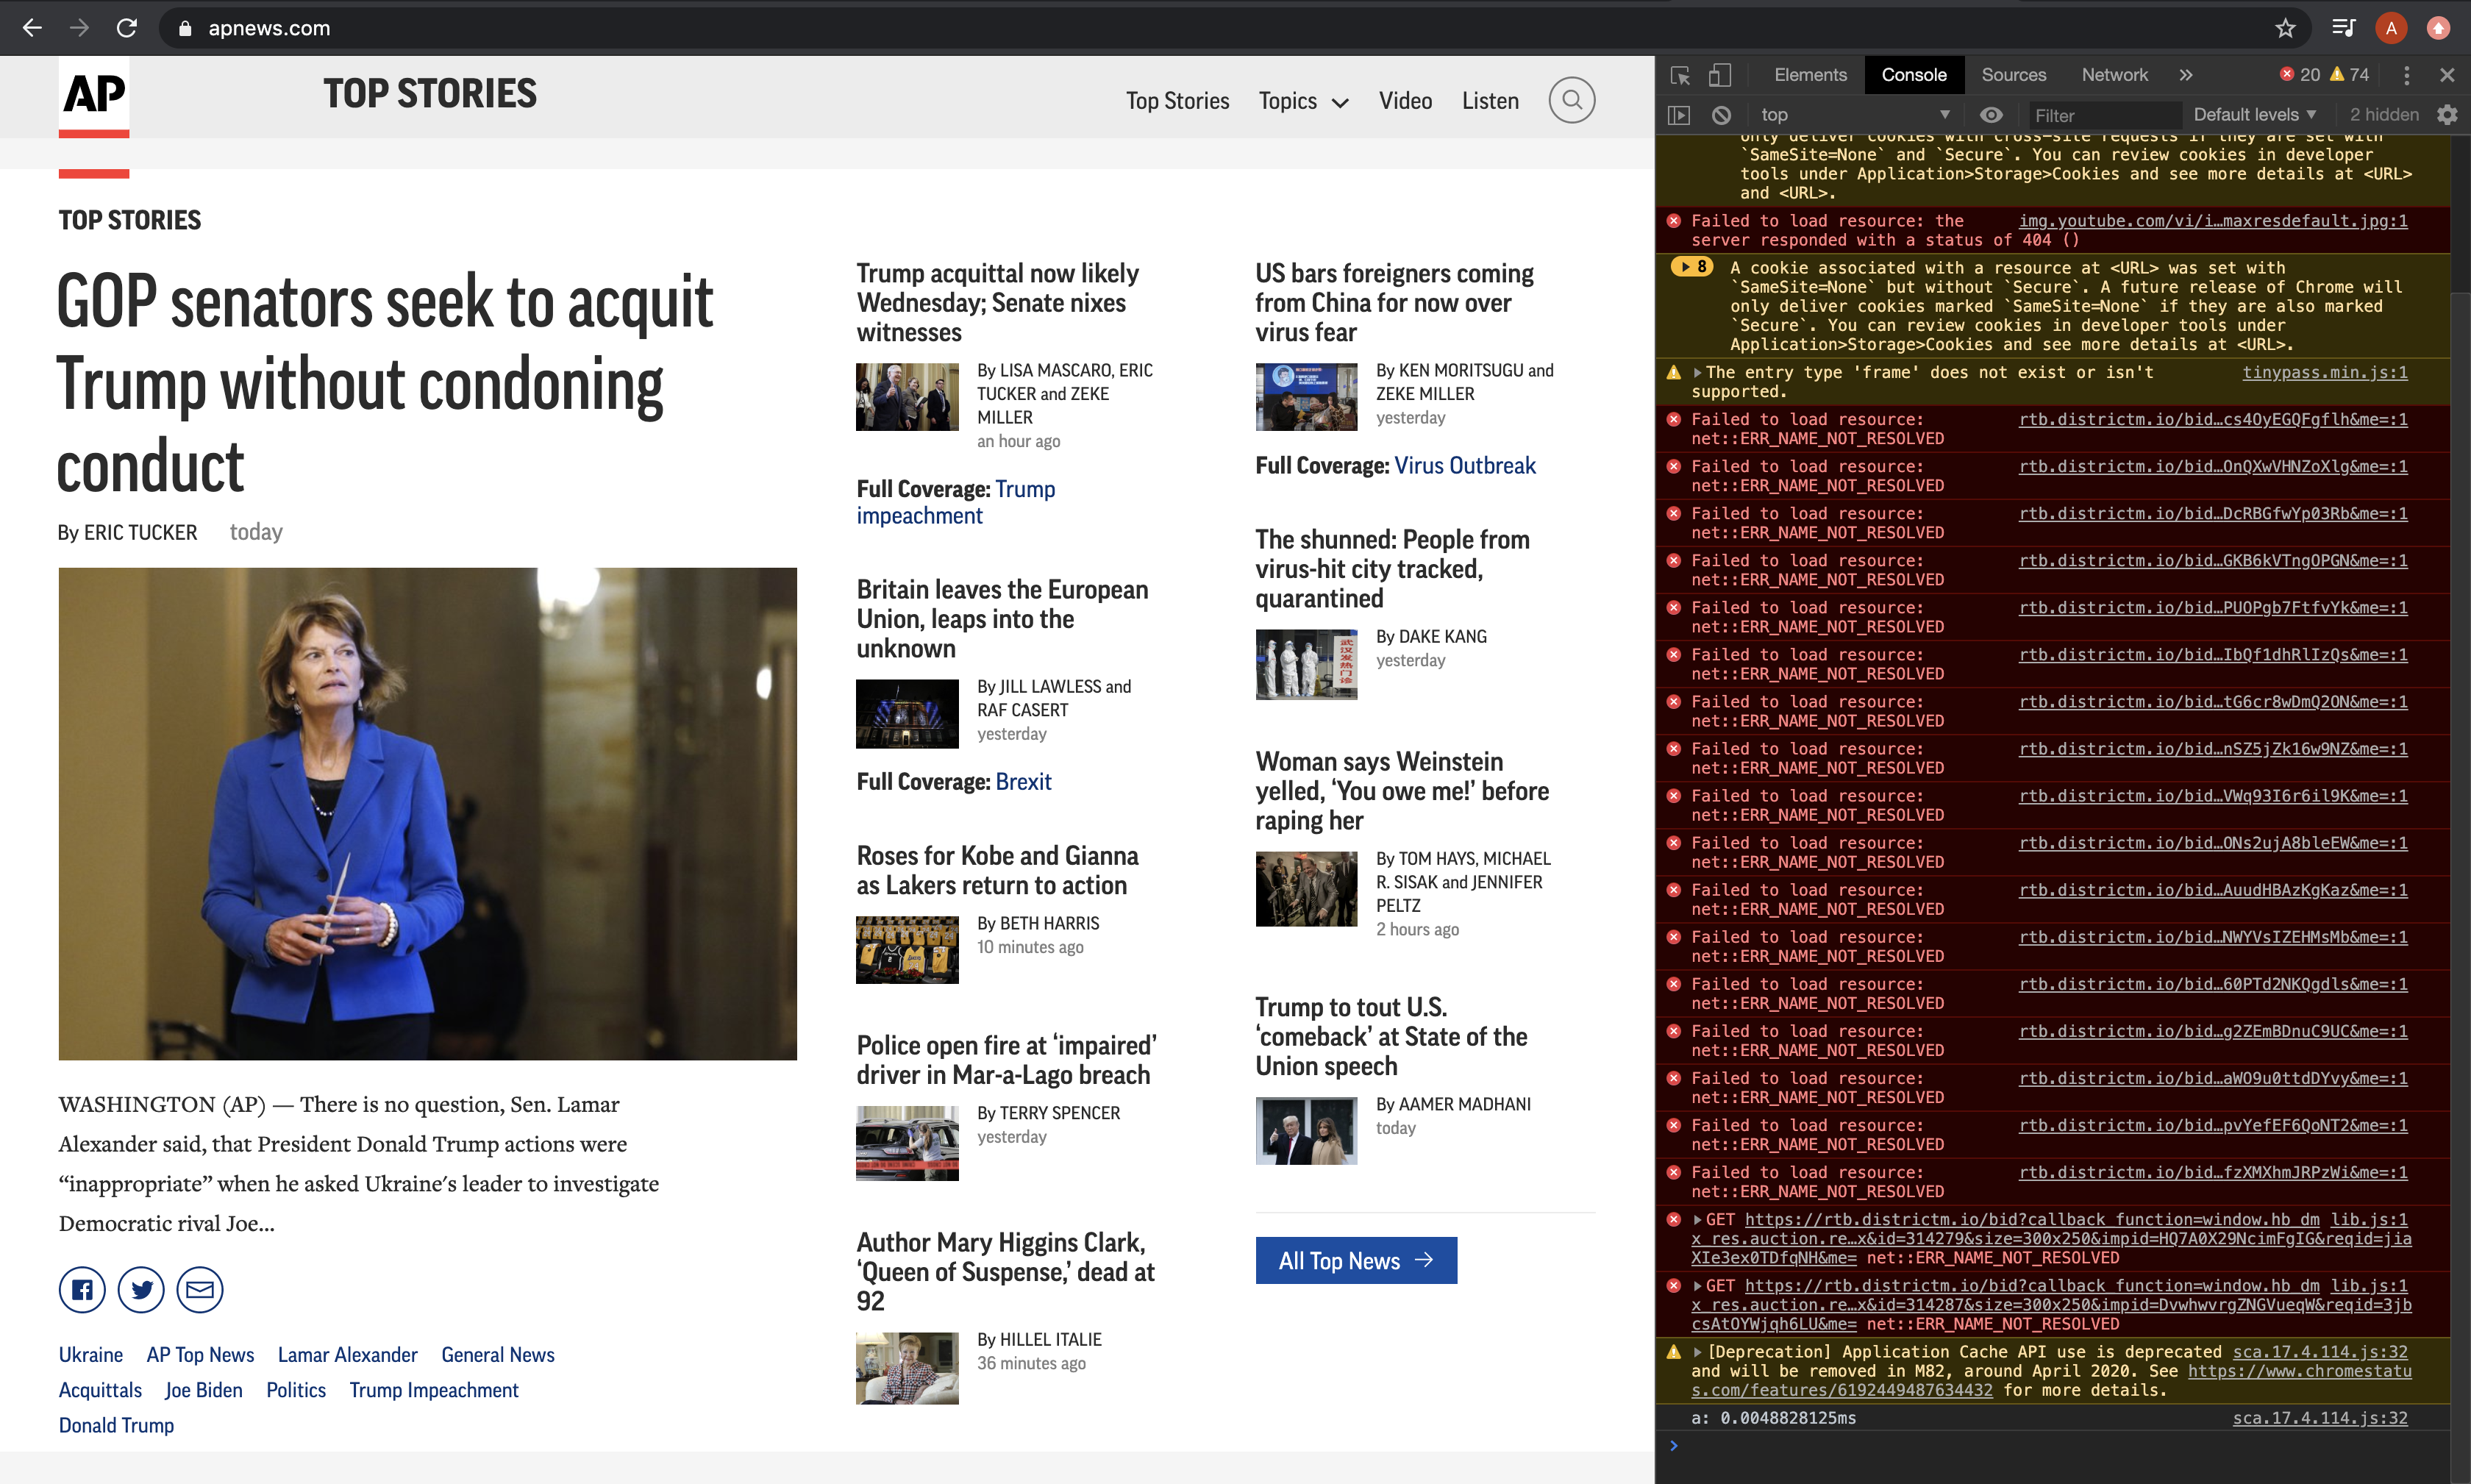 apnews.com
A
AP
TOP STORIES
Top Stories
Topics
Video
Listen
TOP STORIES
GOP senators seek to acquit
Trump without condoning
conduct
By ERIC TUCKER today
WASHINGTON (AP) — There is no question, Sen. Lamar
Alexander said, that President Donald Trump actions were
“inappropriate” when he asked Ukraine’s leader to investigate
Democratic rival Joe...
Ukraine AP Top News Lamar Alexander General News
Acquittals Joe Biden Politics Trump Impeachment
Donald Trump
Trump acquittal now likely
Wednesday; Senate nixes
witnesses
By LISA MASCARO, ERIC
TUCKER and ZEKE
MILLER
an hour ago
Full Coverage: Trump
impeachment
Britain leaves the European
Union, leaps into the
unknown
By JILL LAWLESS and
RAF CASERT
yesterday
Full Coverage: Brexit
Roses for Kobe and Gianna
as Lakers return to action
By BETH HARRIS
10 minutes ago
Police open fire at ‘impaired’
driver in Mar-a-Lago breach
By TERRY SPENCER
yesterday
Author Mary Higgins Clark,
‘Queen of Suspense,’ dead at
92
By HILLEL ITALIE
36 minutes ago
US bars foreigners coming
from China for now over
virus fear
By KEN MORITSUGU and
ZEKE MILLER
yesterday
Full Coverage: Virus Outbreak
The shunned: People from
virus-hit city tracked,
quarantined
武汉发热门诊
By DAKE KANG
yesterday
Woman says Weinstein
yelled, ‘You owe me!’ before
raping her
By TOM HAYS, MICHAEL
R. SISAK and JENNIFER
PELTZ
2 hours ago
Trump to tout U.S.
‘comeback’ at State of the
Union speech
By AAMER MADHANI
today
All Top News →
Elements Console Sources Network » 20 74
top Filter Default levels 2 hidden
only deliver cookies with cross-site requests if they are set with
`SameSite=None` and `Secure`. You can review cookies in developer
tools under Application>Storage>Cookies and see more details at <URL>
and <URL>.
Failed to load resource: the img.youtube.com/vi/i…maxresdefault.jpg:1
server responded with a status of 404 ()
8 A cookie associated with a resource at <URL> was set with
`SameSite=None` but without `Secure`. A future release of Chrome will
only deliver cookies marked `SameSite=None` if they are also marked
`Secure`. You can review cookies in developer tools under
Application>Storage>Cookies and see more details at <URL>.
The entry type 'frame' does not exist or isn't tinypass.min.js:1
supported.
Failed to load resource: rtb.districtm.io/bid…cs4OyEGQFgflh&me=:1
net::ERR_NAME_NOT_RESOLVED
Failed to load resource: rtb.districtm.io/bid…OnQXwVHNZoXlg&me=:1
net::ERR_NAME_NOT_RESOLVED
Failed to load resource: rtb.districtm.io/bid…DcRBGfwYp03Rb&me=:1
net::ERR_NAME_NOT_RESOLVED
Failed to load resource: rtb.districtm.io/bid…GKB6kVTngOPGN&me=:1
net::ERR_NAME_NOT_RESOLVED
Failed to load resource: rtb.districtm.io/bid…PUOPgb7FtfvYk&me=:1
net::ERR_NAME_NOT_RESOLVED
Failed to load resource: rtb.districtm.io/bid…IbQf1dhRlIzQs&me=:1
net::ERR_NAME_NOT_RESOLVED
Failed to load resource: rtb.districtm.io/bid…tG6cr8wDmQ2ON&me=:1
net::ERR_NAME_NOT_RESOLVED
Failed to load resource: rtb.districtm.io/bid…nSZ5jZk16w9NZ&me=:1
net::ERR_NAME_NOT_RESOLVED
Failed to load resource: rtb.districtm.io/bid…VWq93I6r6il9K&me=:1
net::ERR_NAME_NOT_RESOLVED
Failed to load resource: rtb.districtm.io/bid…ONs2ujA8bleEW&me=:1
net::ERR_NAME_NOT_RESOLVED
Failed to load resource: rtb.districtm.io/bid…AuudHBAzKgKaz&me=:1
net::ERR_NAME_NOT_RESOLVED
Failed to load resource: rtb.districtm.io/bid…NWYVsIZEHMsMb&me=:1
net::ERR_NAME_NOT_RESOLVED
Failed to load resource: rtb.districtm.io/bid…60PTd2NKQgdls&me=:1
net::ERR_NAME_NOT_RESOLVED
Failed to load resource: rtb.districtm.io/bid…g2ZEmBDnuC9UC&me=:1
net::ERR_NAME_NOT_RESOLVED
Failed to load resource: rtb.districtm.io/bid…aWO9u0ttdDYvy&me=:1
net::ERR_NAME_NOT_RESOLVED
Failed to load resource: rtb.districtm.io/bid…pvYefEF6QoNT2&me=:1
net::ERR_NAME_NOT_RESOLVED
Failed to load resource: rtb.districtm.io/bid…fzXMXhmJRPzWi&me=:1
net::ERR_NAME_NOT_RESOLVED
GET https://rtb.districtm.io/bid?callback_function=window.hb_dm lib.js:1
x_res.auction.re…x&id=314279&size=300x250&impid=HQ7A0X29NcimFgIG&reqid=jia
XIe3ex0TDfqNH&me= net::ERR_NAME_NOT_RESOLVED
GET https://rtb.districtm.io/bid?callback_function=window.hb_dm lib.js:1
x_res.auction.re…x&id=314287&size=300x250&impid=DvwhwvrgZNGVueqW&reqid=3jb
csAtOYWjqh6LU&me= net::ERR_NAME_NOT_RESOLVED
[Deprecation] Application Cache API use is deprecated sca.17.4.114.js:32
and will be removed in M82, around April 2020. See https://www.chromestatu
s.com/features/6192449487634432 for more details.
a: 0.0048828125ms sca.17.4.114.js:32